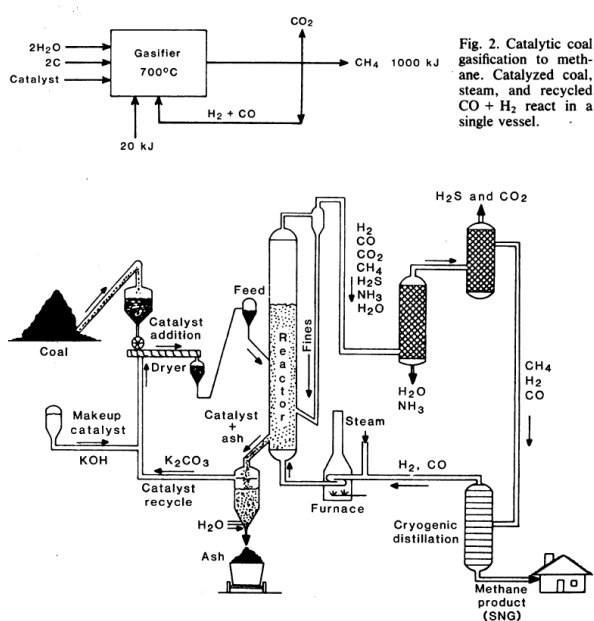 CO2
2H2O
2C
Catalyst
Gasifier
700°C
CH4 1000 kJ
H2 + CO
20 kJ
Fig. 2. Catalytic coal
gasification to meth-
ane. Catalyzed coal,
steam, and recycled
CO + H2 react in a
single vessel.
H2S and CO2
H2
CO
CO2
CH4
H2S
NH3
H2O
Feed
Catalyst
addition
Coal
Dryer
Reactor
Fines
H2O
NH3
CH4
H2
CO
Makeup
catalyst
KOH
Catalyst
+
ash
Steam
K2CO3
Catalyst
recycle
H2, CO
Furnace
H2O
Cryogenic
distillation
Ash
Methane
product
(SNG)